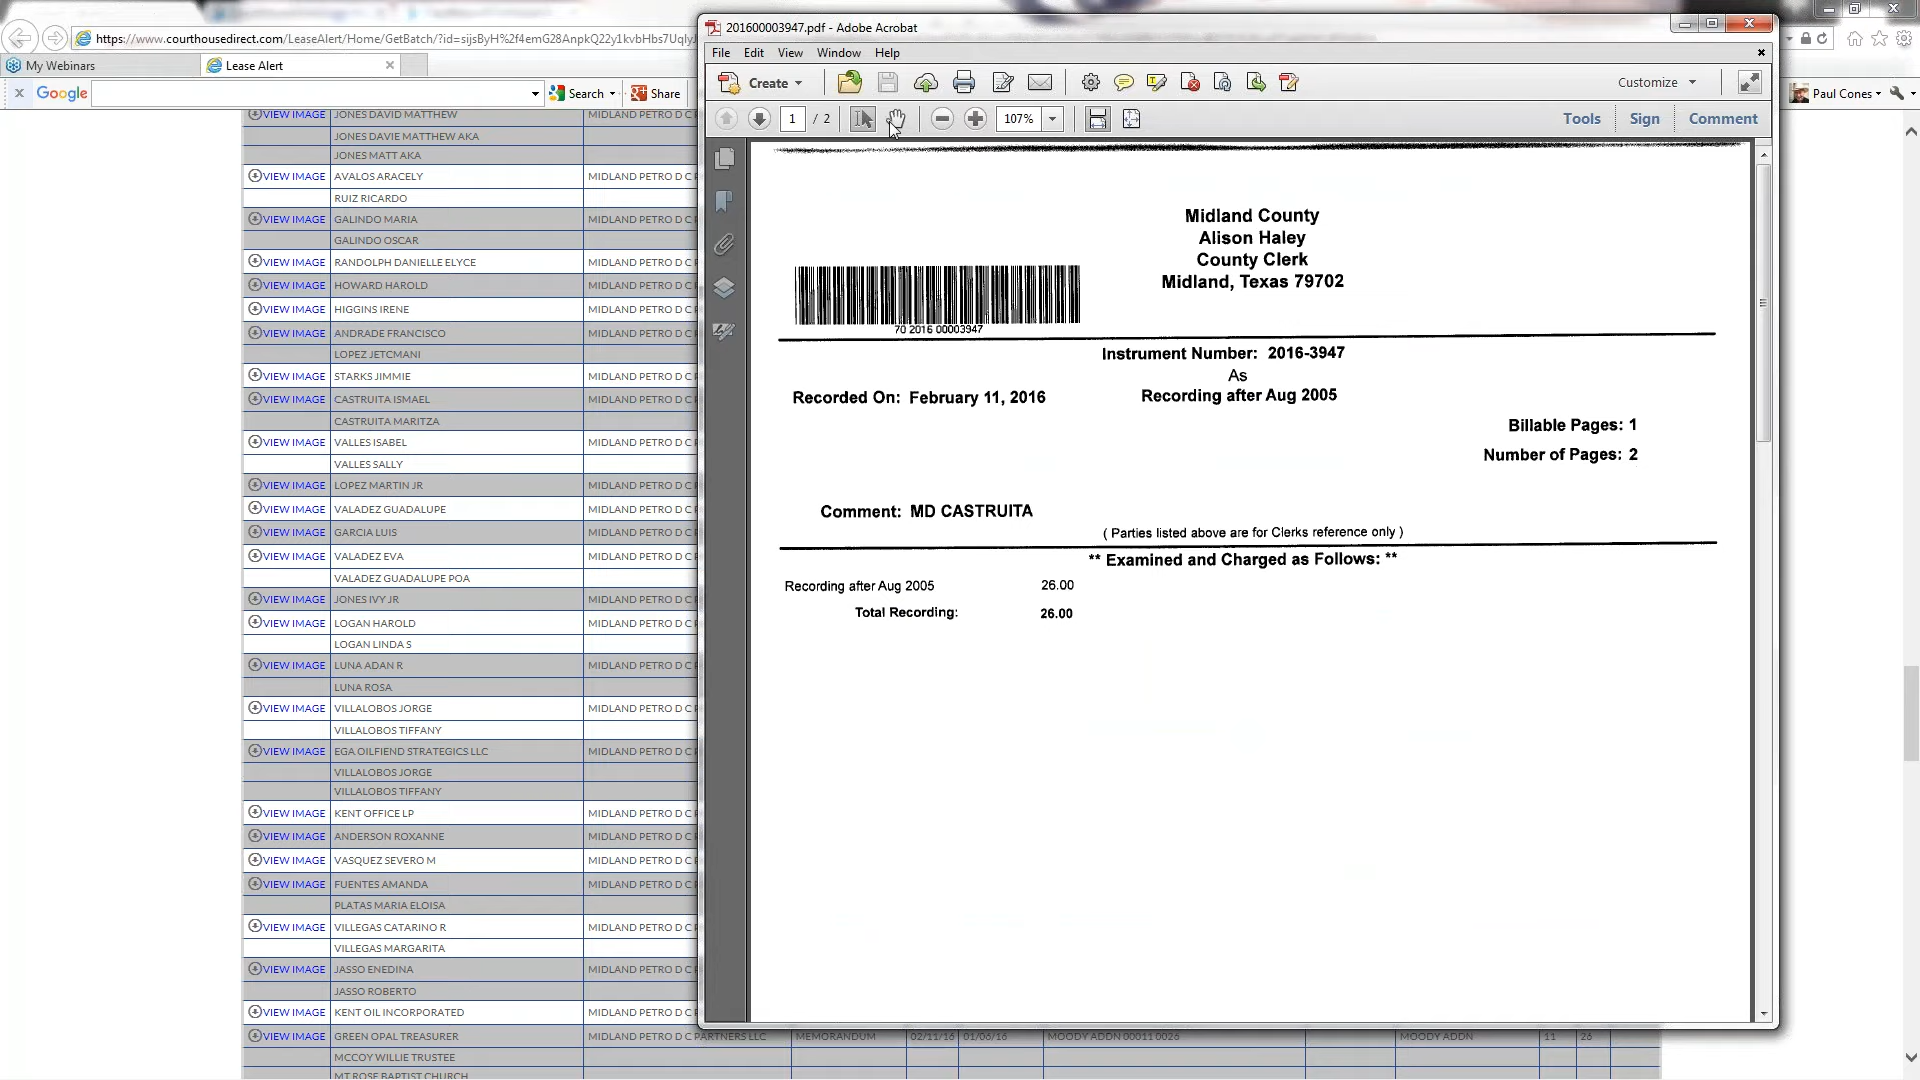 201600003947.pdf - Adobe Acrobat
https://www.courthousedirect.com/LeaseAlert/Home/GetBatch/?id=sijsByH%2f4emG28AnpkQ22y1kvbHbs7UqlyJ
File Edit View Window Help
My Webinars
Lease Alert
Create
Customize
Google
Search
Share
Paul Cones
1 / 2
107%
Tools
Sign
Comment
VIEW IMAGE JONES DAVID MATTHEW MIDLAND PETRO D C
JONES DAVIE MATTHEW AKA
JONES MATT AKA
VIEW IMAGE AVALOS ARACELY MIDLAND PETRO D C
RUIZ RICARDO
VIEW IMAGE GALINDO MARIA MIDLAND PETRO D C
GALINDO OSCAR
VIEW IMAGE RANDOLPH DANIELLE ELYCE MIDLAND PETRO D C
VIEW IMAGE HOWARD HAROLD MIDLAND PETRO D C
VIEW IMAGE HIGGINS IRENE MIDLAND PETRO D C
VIEW IMAGE ANDRADE FRANCISCO MIDLAND PETRO D C
LOPEZ JETCMANI
VIEW IMAGE STARKS JIMMIE MIDLAND PETRO D C
VIEW IMAGE CASTRUITA ISMAEL MIDLAND PETRO D C
CASTRUITA MARITZA
VIEW IMAGE VALLES ISABEL MIDLAND PETRO D C
VALLES SALLY
VIEW IMAGE LOPEZ MARTIN JR MIDLAND PETRO D C
VIEW IMAGE VALADEZ GUADALUPE MIDLAND PETRO D C
VIEW IMAGE GARCIA LUIS MIDLAND PETRO D C
VIEW IMAGE VALADEZ EVA MIDLAND PETRO D C
VALADEZ GUADALUPE POA
VIEW IMAGE JONES IVY JR MIDLAND PETRO D C
VIEW IMAGE LOGAN HAROLD MIDLAND PETRO D C
LOGAN LINDA S
VIEW IMAGE LUNA ADAN R MIDLAND PETRO D C
LUNA ROSA
VIEW IMAGE VILLALOBOS JORGE MIDLAND PETRO D C
VILLALOBOS TIFFANY
VIEW IMAGE EGA OILFIEND STRATEGICS LLC MIDLAND PETRO D C
VILLALOBOS JORGE
VILLALOBOS TIFFANY
VIEW IMAGE KENT OFFICE LP MIDLAND PETRO D C
VIEW IMAGE ANDERSON ROXANNE MIDLAND PETRO D C
VIEW IMAGE VASQUEZ SEVERO M MIDLAND PETRO D C
VIEW IMAGE FUENTES AMANDA MIDLAND PETRO D C
PLATAS MARIA ELOISA
VIEW IMAGE VILLEGAS CATARINO R MIDLAND PETRO D C
VILLEGAS MARGARITA
VIEW IMAGE JASSO ENEDINA MIDLAND PETRO D C
JASSO ROBERTO
VIEW IMAGE KENT OIL INCORPORATED MIDLAND PETRO D C
VIEW IMAGE GREEN OPAL TREASURER MIDLAND PETRO D C PARTNERS LLC MEMORANDUM 02/11/16 01/06/16 MOODY ADDN 00011 0026 MOODY ADDN 11 26
MCCOY WILLIE TRUSTEE
MT ROSE BAPTIST CHURCH
Midland County
Alison Haley
County Clerk
Midland, Texas 79702
70 2016 00003947
Instrument Number: 2016-3947
As
Recorded On: February 11, 2016 Recording after Aug 2005
Billable Pages: 1
Number of Pages: 2
Comment: MD CASTRUITA
( Parties listed above are for Clerks reference only )
** Examined and Charged as Follows: **
Recording after Aug 2005 26.00
Total Recording: 26.00